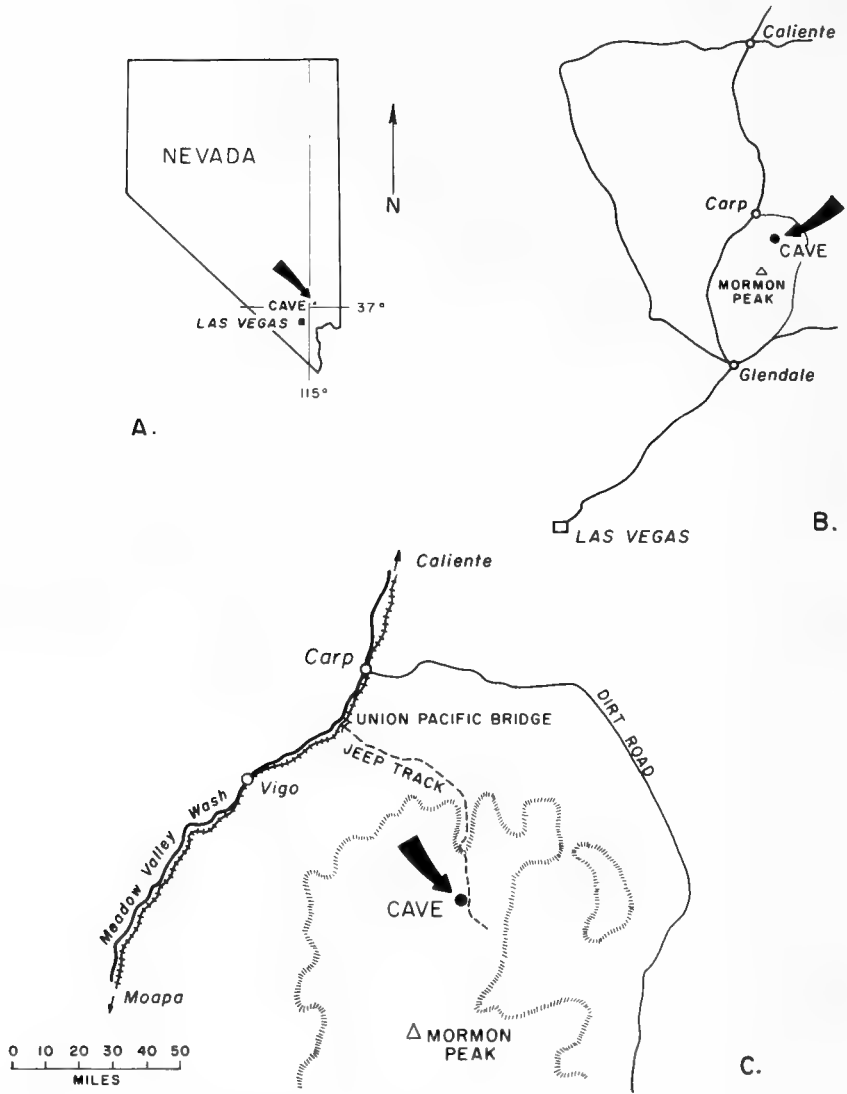 NEVADA
N
CAVE
37°
LAS VEGAS
115°
A.
Caliente
Carp
CAVE
MORMON
PEAK
Glendale
LAS VEGAS
B.
Caliente
Carp
UNION PACIFIC BRIDGE
JEEP TRACK
DIRT ROAD
Vigo
Meadow Valley Wash
CAVE
Moapa
MORMON
PEAK
0 10 20 30 40 50
MILES
C.